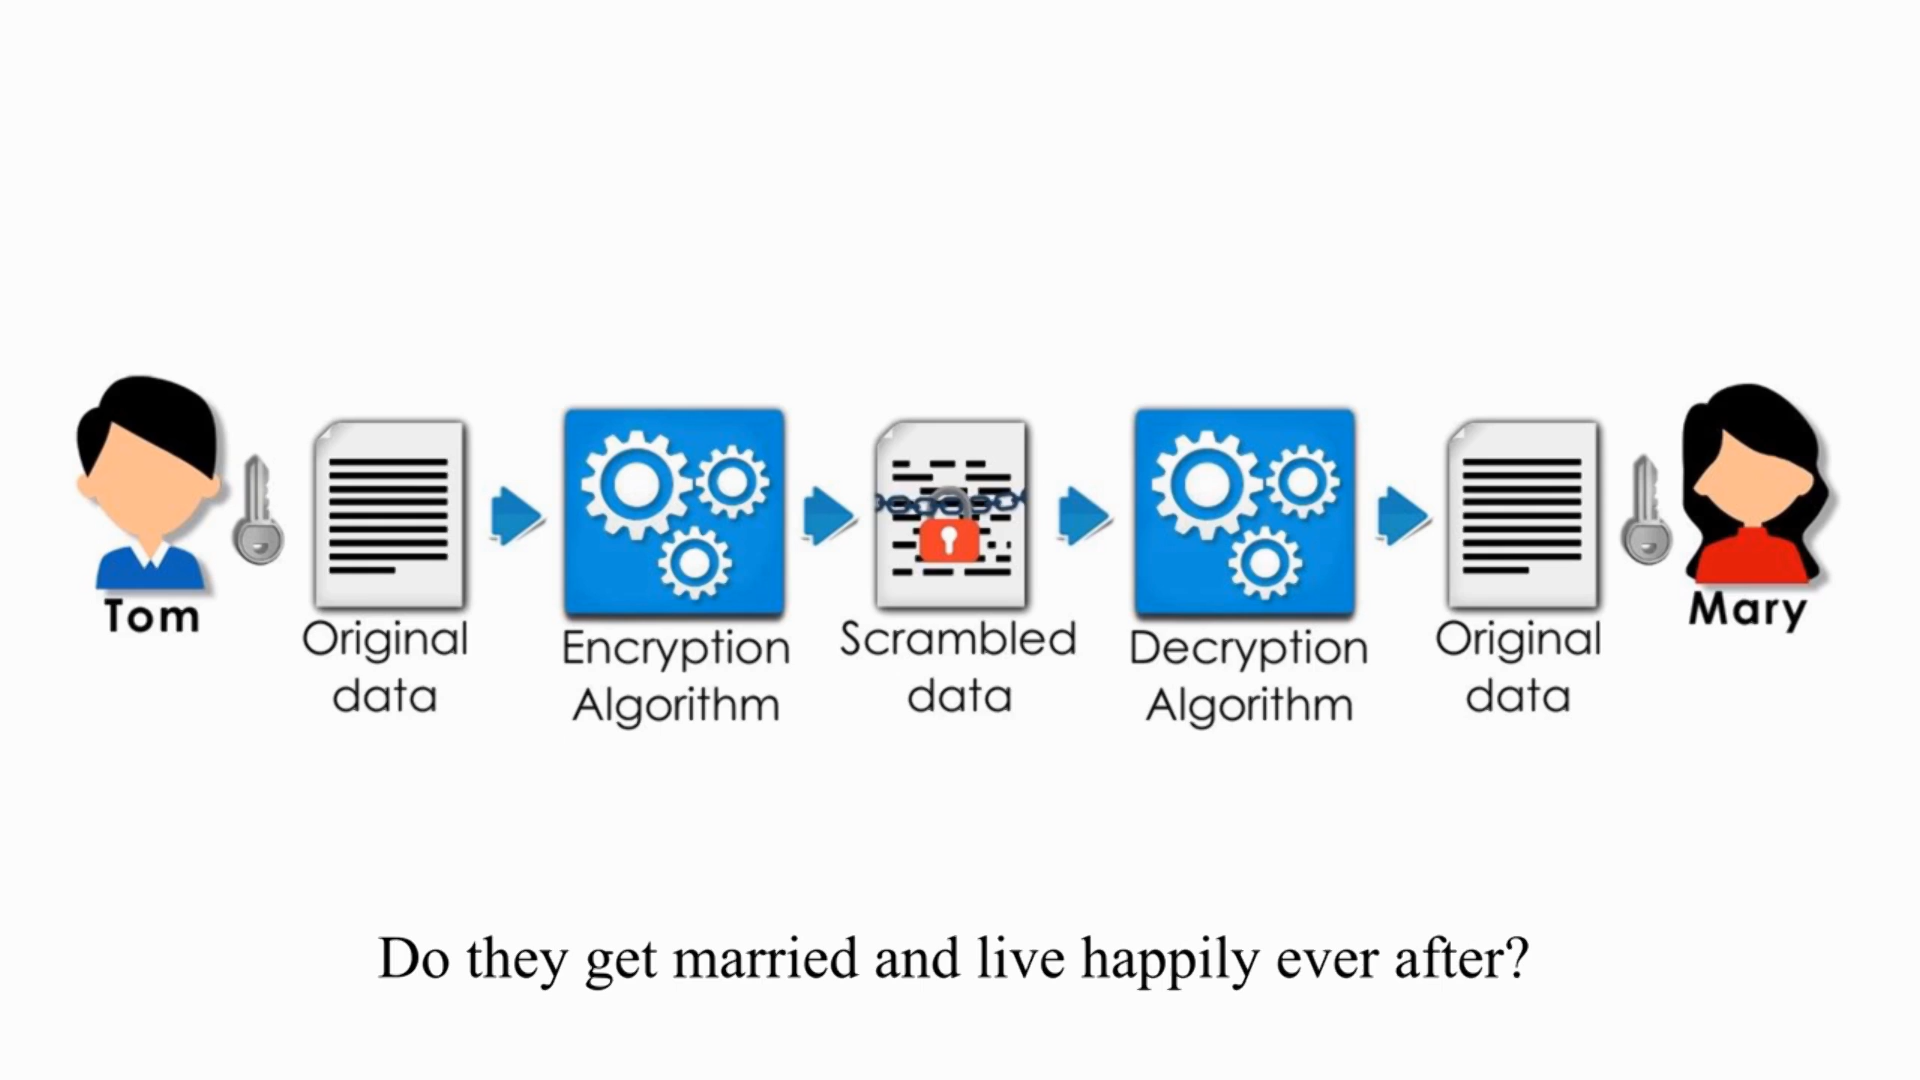 Tom
Original
data
Encryption
Algorithm
Scrambled
data
Decryption
Algorithm
Original
data
Mary
Do they get married and live happily ever after?